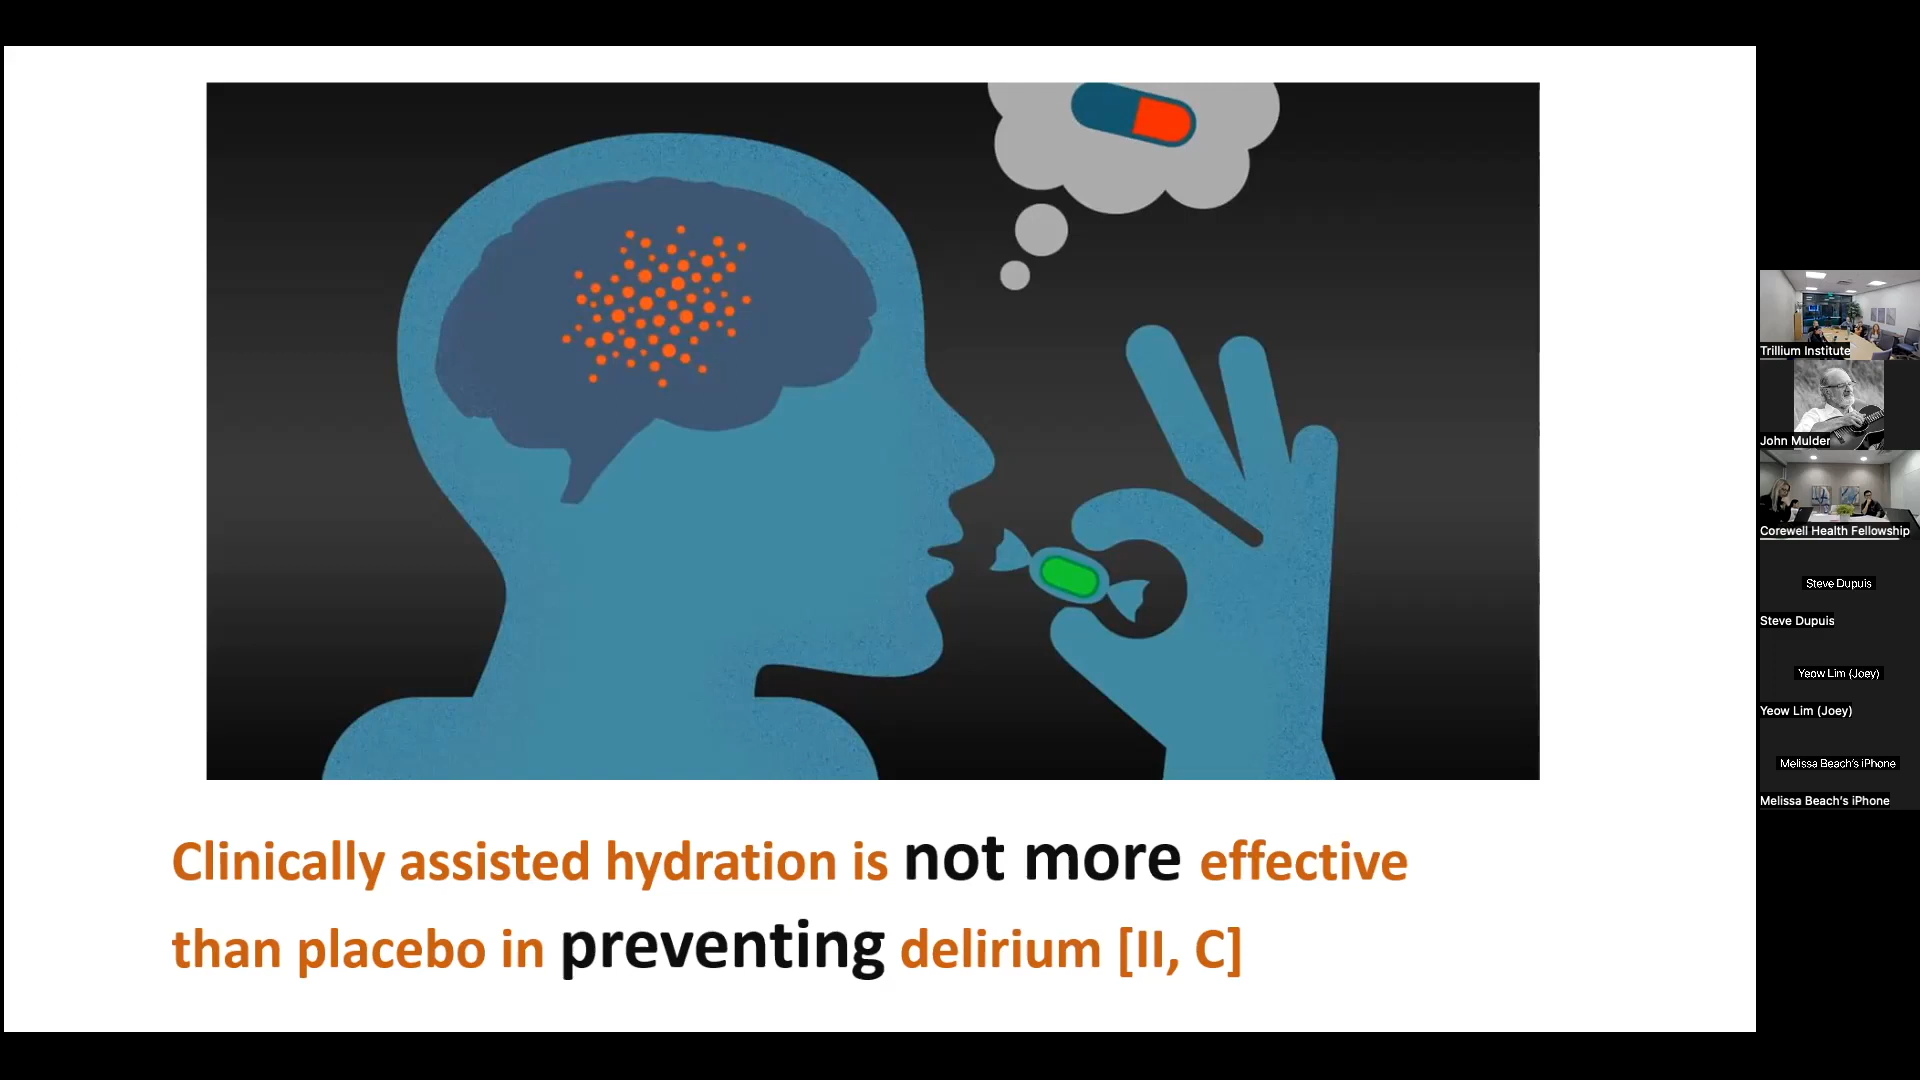 Clinically assisted hydration is not more effective
than placebo in preventing delirium [II, C]
Trillium Institute
John Mulder
Corewell Health Fellowship
Steve Dupuis
Steve Dupuis
Yeow Lim (Joey)
Yeow Lim (Joey)
Melissa Beach's iPhone
Melissa Beach's iPhone